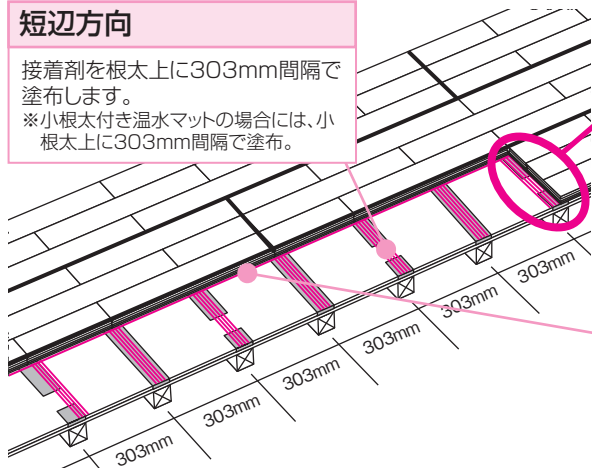 短辺方向
接着剤を根太上に303mm間隔で
塗布します。
※小根太付き温水マットの場合には、小
根太上に303mm間隔で塗布。
303mm
303mm
303mm
303mm
303mm
303mm